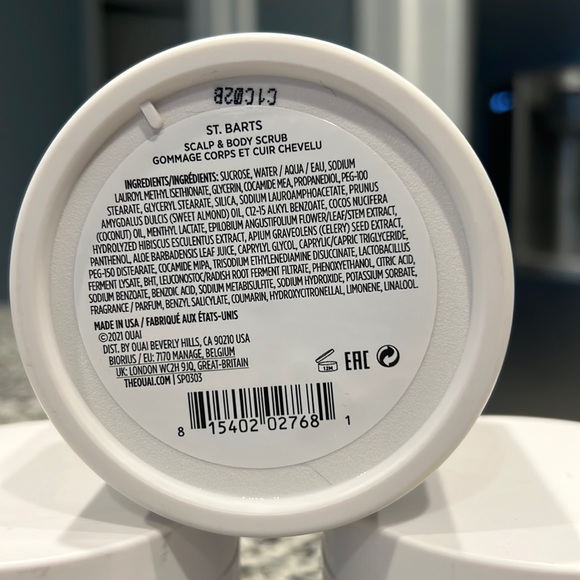 C1C02B
ST. BARTS
SCALP & BODY SCRUB
GOMMAGE CORPS ET CUIR CHEVELU
INGREDIENTS/INGRÉDIENTS: SUCROSE, WATER / AQUA / EAU, SODIUM
LAUROYL METHYL ISETHIONATE, GLYCERIN, COCAMIDE MEA, PROPANEDIOL, PEG-100
STEARATE, GLYCERYL STEARATE, SILICA, SODIUM LAUROAMPHOACETATE, PRUNUS
AMYGDALUS DULCIS (SWEET ALMOND) OIL, C12-15 ALKYL BENZOATE, COCOS NUCIFERA
(COCONUT) OIL, MENTHYL LACTATE, EPILOBIUM ANGUSTIFOLIUM FLOWER/LEAF/STEM EXTRACT,
HYDROLYZED HIBISCUS ESCULENTUS EXTRACT, APIUM GRAVEOLENS (CELERY) SEED EXTRACT,
PANTHENOL, ALOE BARBADENSIS LEAF JUICE, CAPRYLYL GLYCOL, CAPRYLIC/CAPRIC TRIGLYCERIDE,
PEG-150 DISTEARATE, COCAMIDE MIPA, TRISODIUM ETHYLENEDIAMINE DISUCCINATE, LACTOBACILLUS
FERMENT LYSATE, BHT, LEUCONOSTOC/RADISH ROOT FERMENT FILTRATE, PHENOXYETHANOL, CITRIC ACID,
SODIUM BENZOATE, BENZOIC ACID, SODIUM METABISULFITE, SODIUM HYDROXIDE, POTASSIUM SORBATE,
FRAGRANCE / PARFUM, BENZYL SALICYLATE, COUMARIN, HYDROXYCITRONELLAL, LIMONENE, LINALOOL.
MADE IN USA / FABRIQUÉ AUX ÉTATS-UNIS
©2021 OUAI
DIST. BY OUAI BEVERLY HILLS, CA 90210 USA
BIORIUS / EU: 7170 MANAGE, BELGIUM
UK: LONDON WC2H 9JQ, GREAT-BRITAIN
THEOUAI.COM | SP0303
12M EAC
8 15402 02768 1